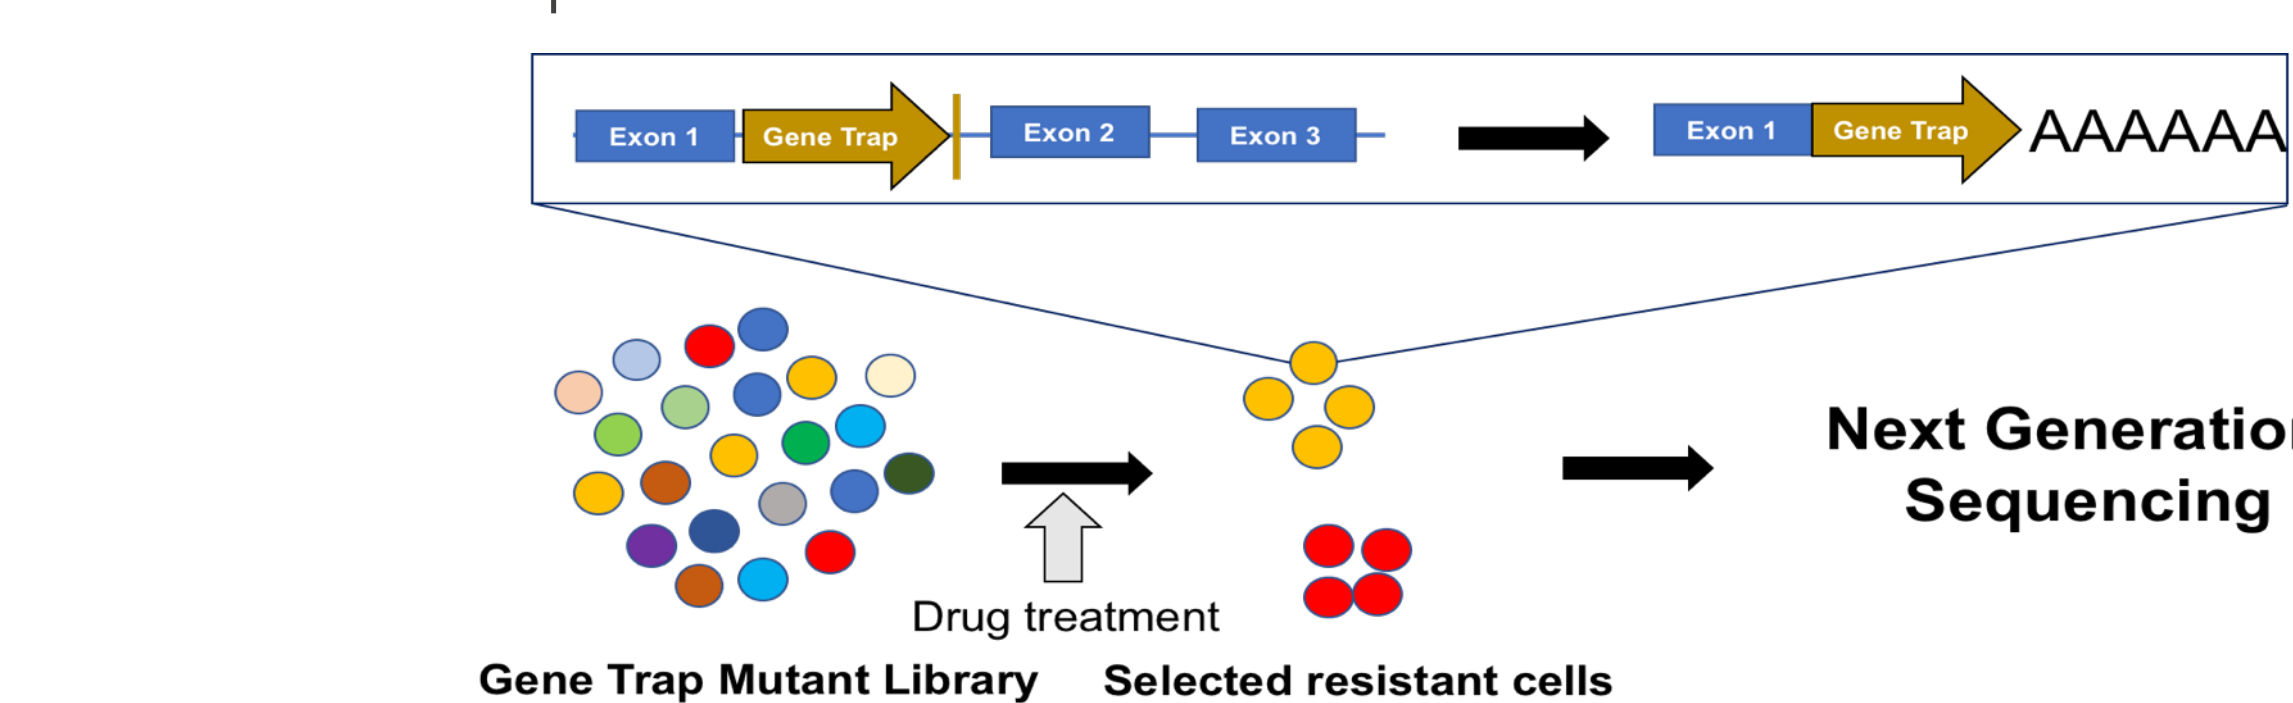 Exon 1 Gene Trap Exon 2 Exon 3 Exon 1 Gene Trap AAAAAA
Next Generation
Sequencing
Drug treatment
Gene Trap Mutant Library Selected resistant cells